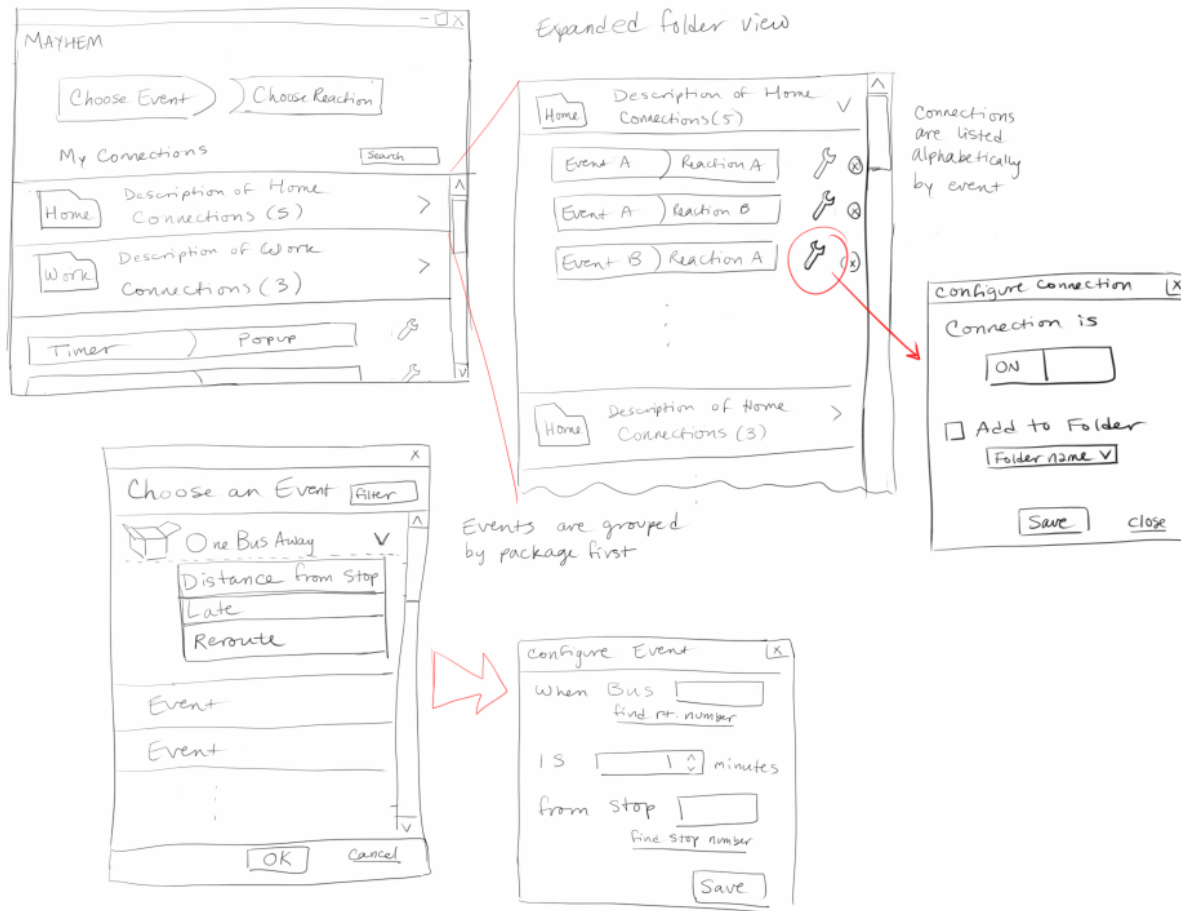 MAYHEM
Choose Event
Choose Reaction
My Connections
Search
Home
Description of Home
Connections (5)
Work
Description of Work
Connections (3)
Timer
Popup
Expanded folder view
Home
Description of Home
Connections (5)
Event A
Reaction A
Event A
Reaction B
Event B
Reaction A
Home
Description of Home
Connections (3)
Connections
are listed
alphabetically
by event
Configure Connection
X
Connection is
ON
Add to Folder
Folder name
Save
close
Choose an Event
filter
One Bus Away
Distance from Stop
Late
Reroute
Event
Event
OK
Cancel
Events are grouped
by package first
Configure Event
X
When Bus
find rt. number
IS
1
minutes
from Stop
find stop number
Save